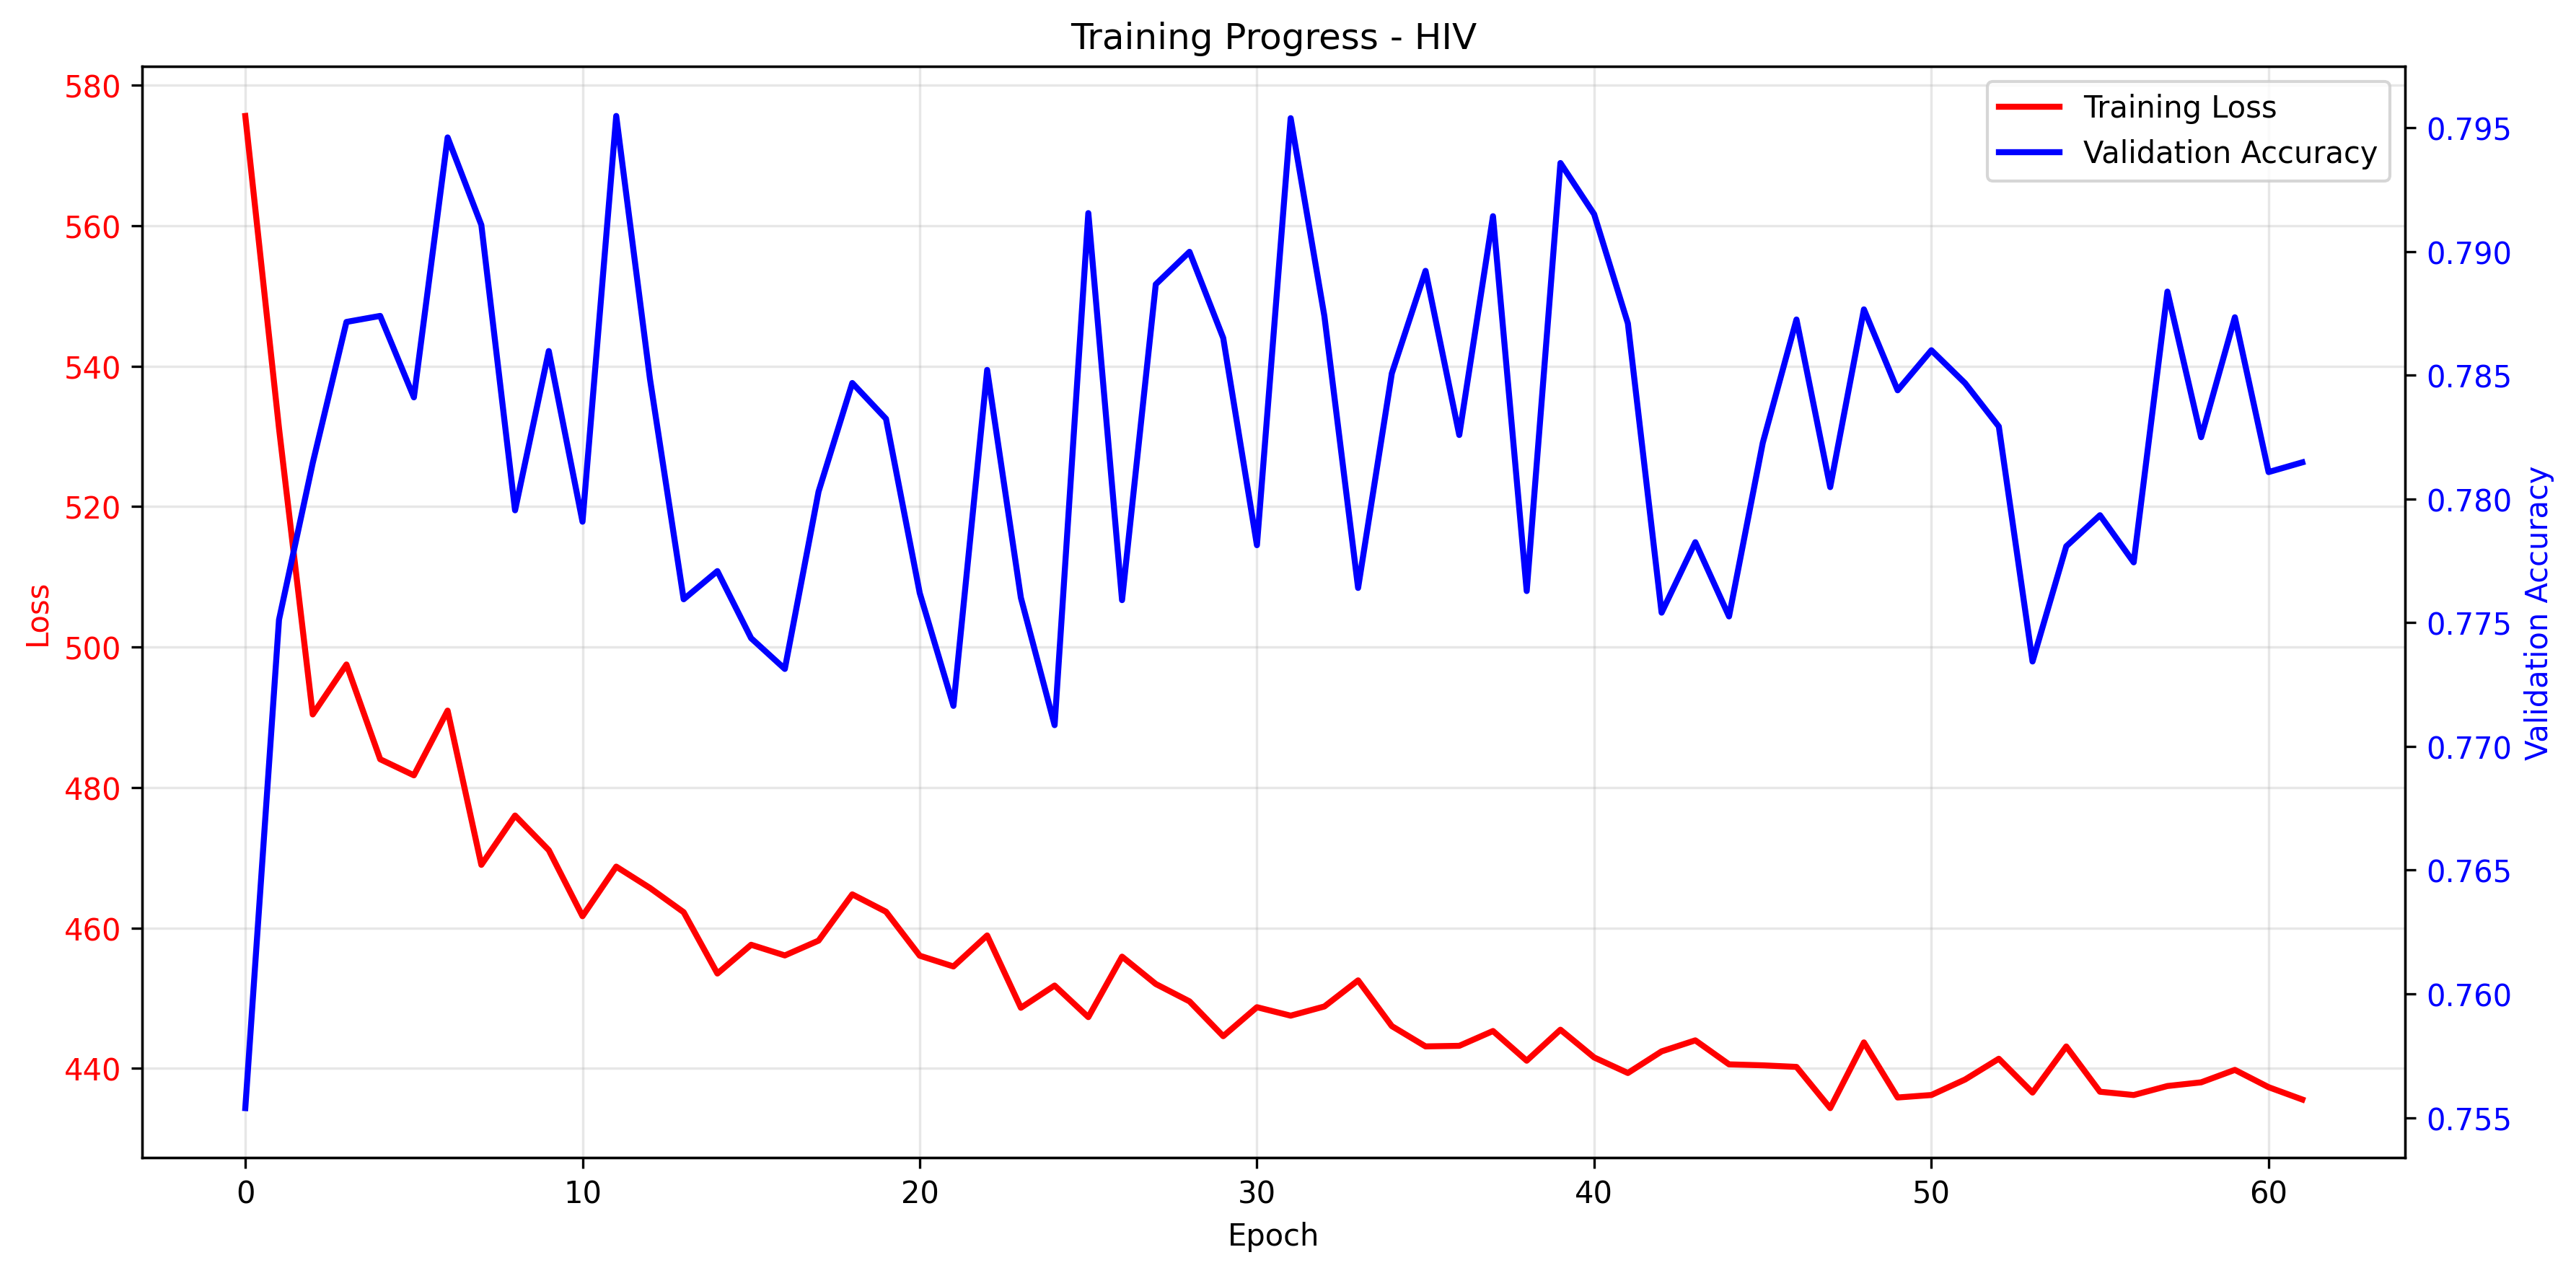 Training Progress - HIV
Training Loss
Validation Accuracy
580
560
540
520
500
480
460
440
Loss
0.795
0.790
0.785
0.780
0.775
0.770
0.765
0.760
0.755
Validation Accuracy
0 10 20 30 40 50 60
Epoch